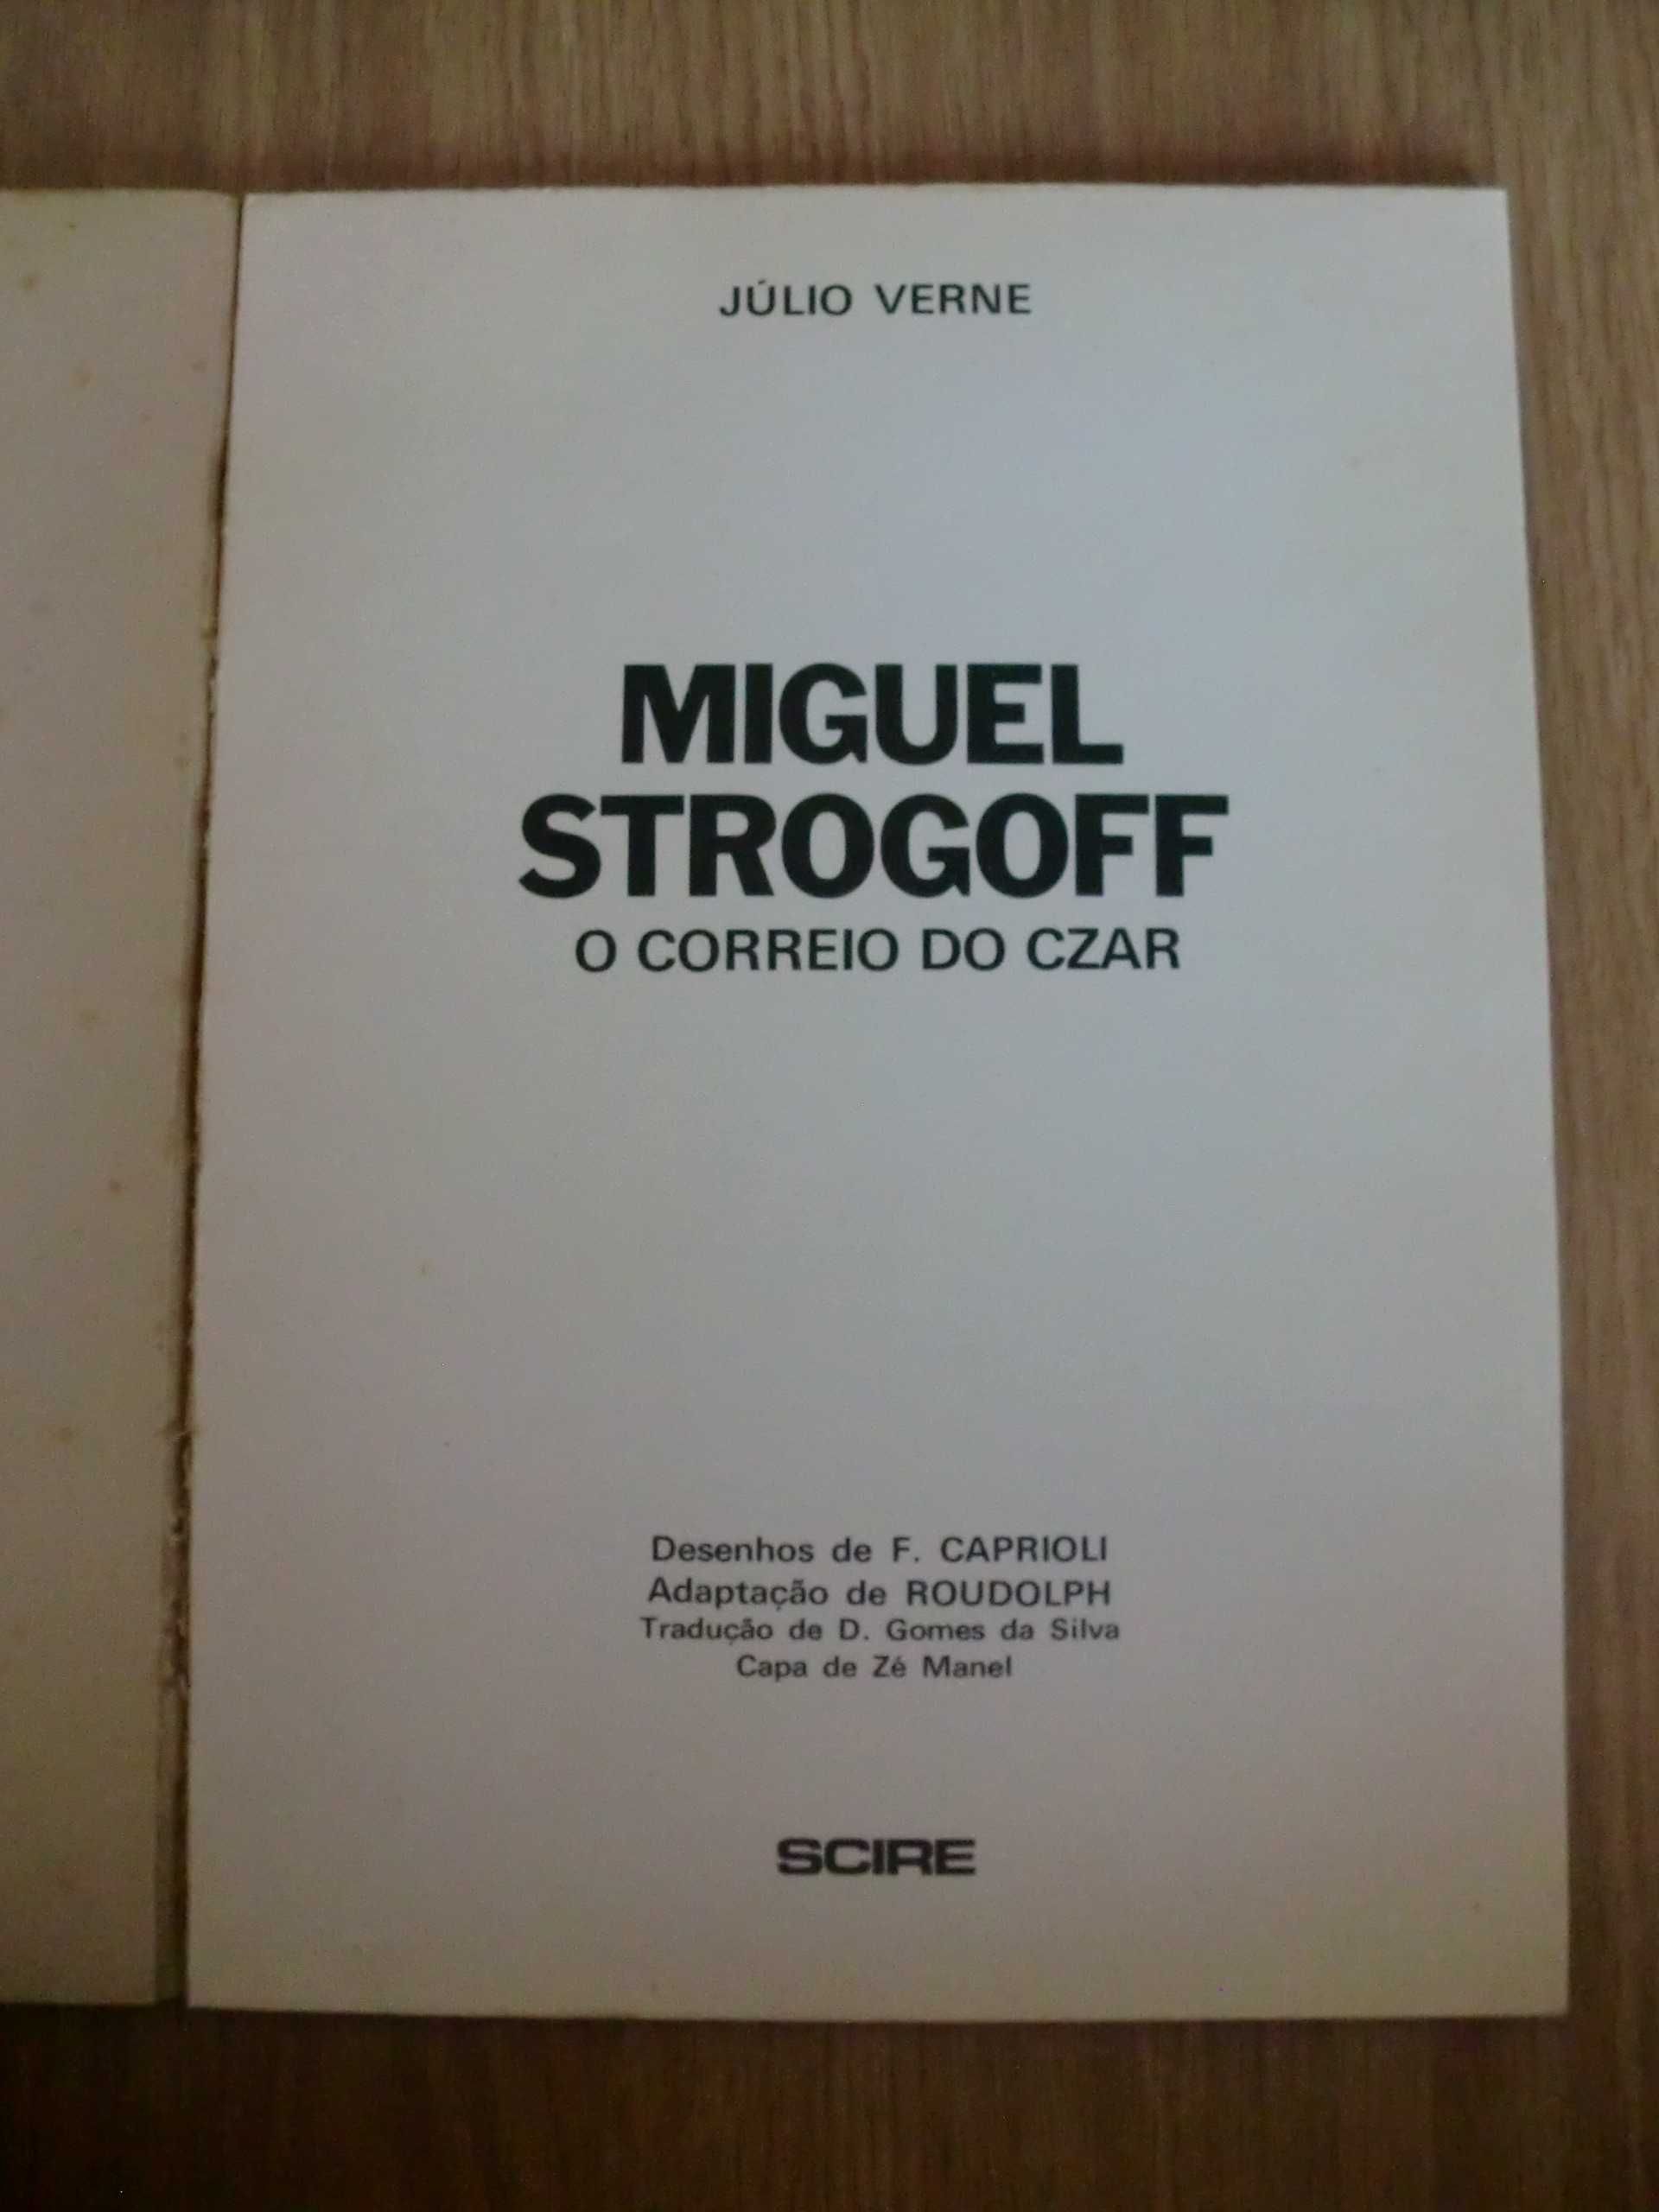 JÚLIO VERNE
MIGUEL
STROGOFF
O CORREIO DO CZAR
Desenhos de F. CAPRIOLI
Adaptação de ROUDOLPH
Tradução de D. Gomes da Silva
Capa de Zé Manel
SCIRE